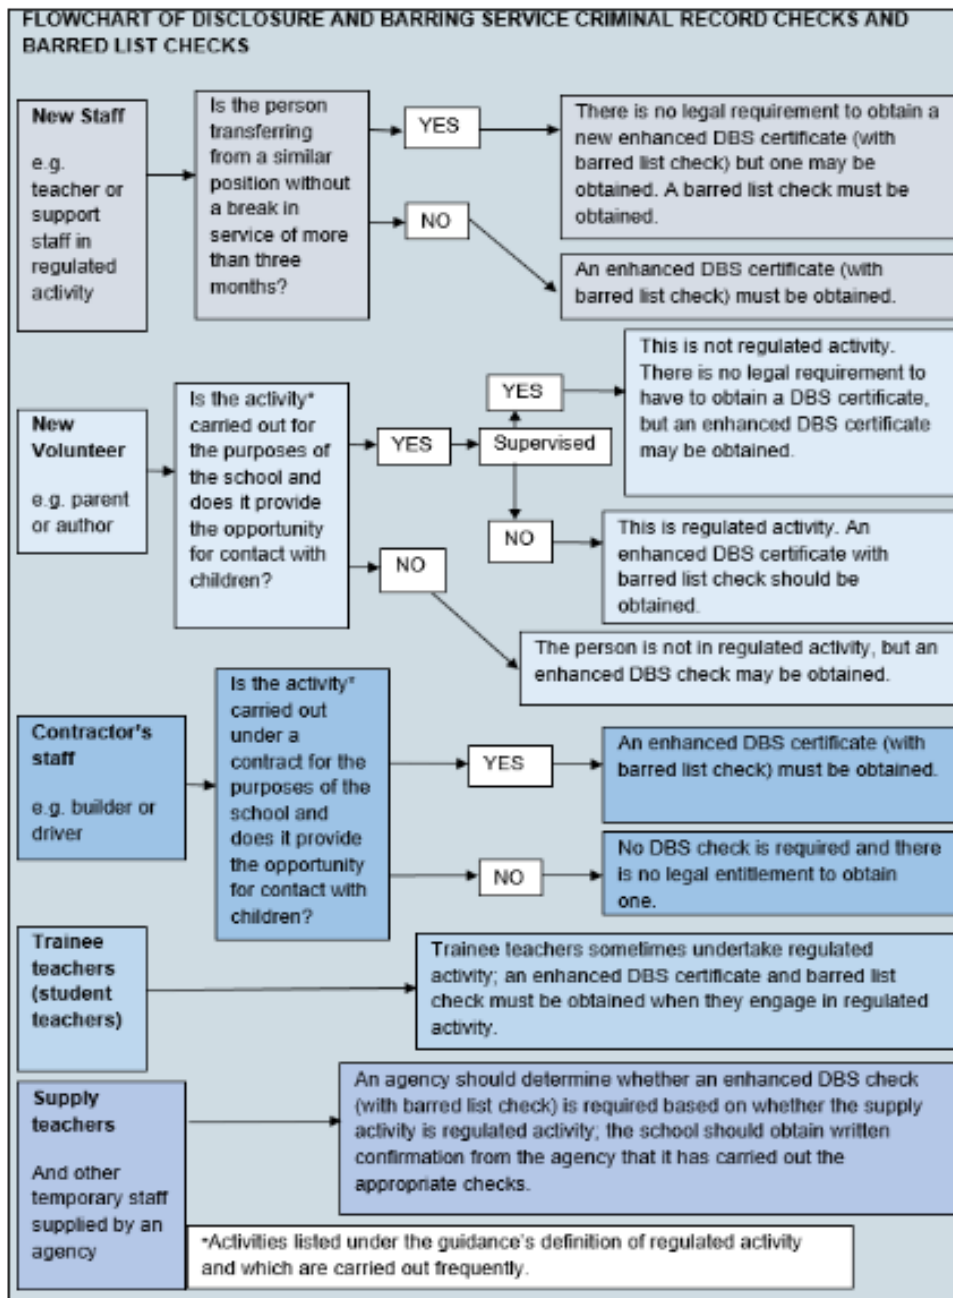 FLOWCHART OF DISCLOSURE AND BARRING SERVICE CRIMINAL RECORD CHECKS AND
BARRED LIST CHECKS
New Staff
e.g.
teacher or
support
staff in
regulated
activity
Is the person
transferring
from a similar
position without
a break in
service of more
than three
months?
YES
NO
There is no legal requirement to obtain a
new enhanced DBS certificate (with
barred list check) but one may be
obtained. A barred list check must be
obtained.
An enhanced DBS certificate (with
barred list check) must be obtained.
New
Volunteer
e.g. parent
or author
Is the activity*
carried out for
the purposes of
the school and
does it provide
the opportunity
for contact with
children?
YES
NO
Supervised
YES
NO
This is not regulated activity.
There is no legal requirement to
have to obtain a DBS certificate,
but an enhanced DBS certificate
may be obtained.
This is regulated activity. An
enhanced DBS certificate with
barred list check should be
obtained.
The person is not in regulated activity, but an
enhanced DBS check may be obtained.
Contractor's
staff
e.g. builder or
driver
Is the activity*
carried out
under a
contract for the
purposes of the
school and
does it provide
the opportunity
for contact with
children?
YES
NO
An enhanced DBS certificate (with
barred list check) must be obtained.
No DBS check is required and there
is no legal entitlement to obtain
one.
Trainee
teachers
(student
teachers)
Trainee teachers sometimes undertake regulated
activity; an enhanced DBS certificate and barred list
check must be obtained when they engage in regulated
activity.
Supply
teachers
And other
temporary staff
supplied by an
agency
An agency should determine whether an enhanced DBS check
(with barred list check) is required based on whether the supply
activity is regulated activity; the school should obtain written
confirmation from the agency that it has carried out the
appropriate checks.
*Activities listed under the guidance's definition of regulated activity
and which are carried out frequently.